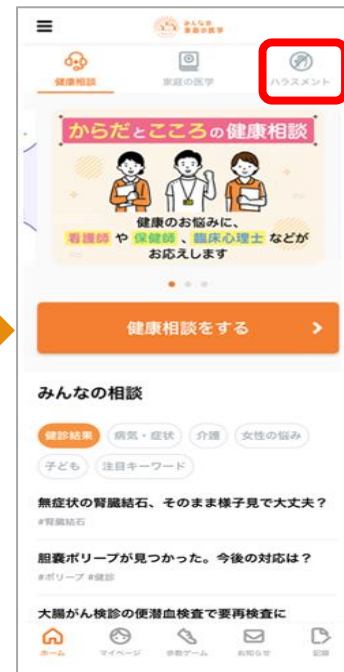 みんなの
家庭の医学
健康相談
家庭の医学
ハラスメント
からだとこころの健康相談
健康のお悩みに、
看護師 や 保健師 、臨床心理士 などが
お応えします
健康相談をする
みんなの相談
健診結果 病気・症状 介護 女性の悩み
子ども 注目キーワード
無症状の腎臓結石、そのまま様子見で大丈夫？
#腎臓結石
胆嚢ポリープが見つかった。今後の対応は？
#ポリープ #健診
大腸がん検診の便潜血検査で要再検査に
ホーム マイページ 歩数ゲーム お知らせ 記録